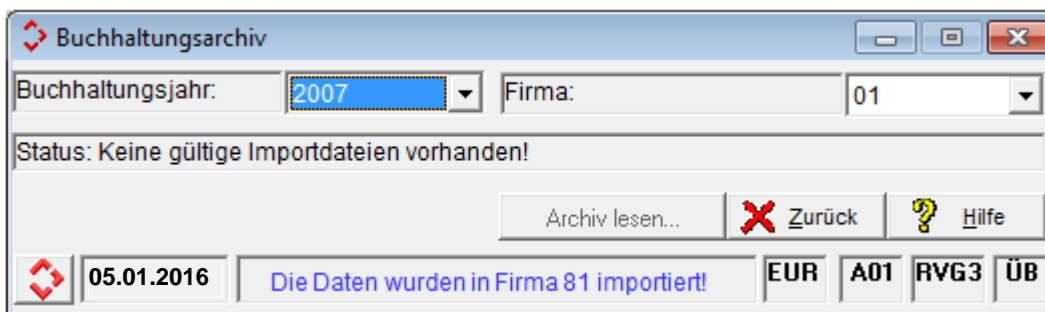 Buchhaltungsarchiv
Buchhaltungsjahr: 2007 Firma: 01
Status: Keine gültige Importdateien vorhanden!
Archiv lesen... Zurück Hilfe
05.01.2016 Die Daten wurden in Firma 81 importiert! EUR A01 RVG3 ÜB